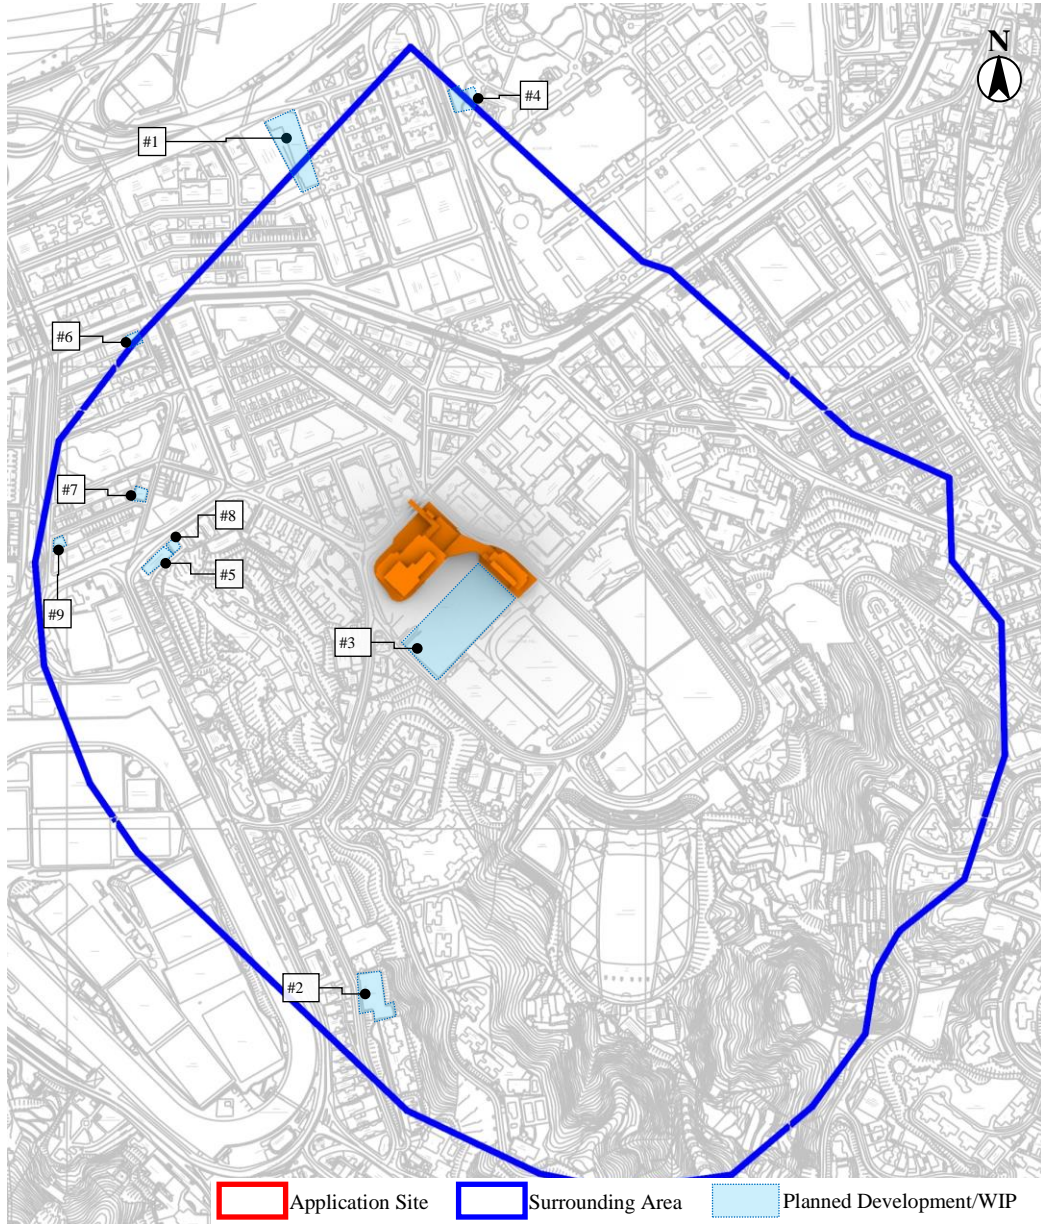 N
#4
#1
#6
#7
#8
#5
#9
#3
#2
Application Site
Surrounding Area
Planned Development/WIP